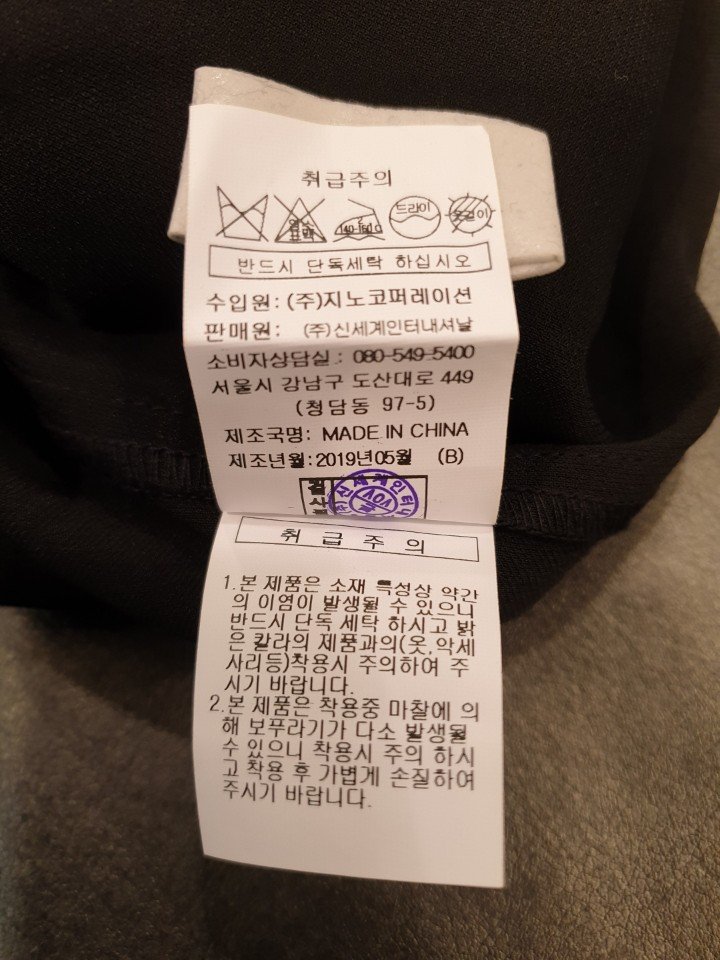 취급주의
드라이
옷걸이
반드시 단독세탁 하십시오
수입원: (주)지노코퍼레이션
판매원: (주)신세계인터내셔날
소비자상담실 : 080-549-5400
서울시 강남구 도산대로 449
(청담동 97-5)
제조국명: MADE IN CHINA
제조년월:2019년05월 (B)
신세계인터
취급주의
1.본 제품은 소재 특성상 약간
의 이염이 발생될 수 있으니
반드시 단독 세탁 하시고 밝
은 칼라의 제품과의(옷,악세
사리등)착용시 주의하여 주
시기 바랍니다.
2.본 제품은 착용중 마찰에 의
해 보푸라기가 다소 발생될
수 있으니 착용시 주의 하시
고 착용 후 가볍게 손질하여
주시기 바랍니다.